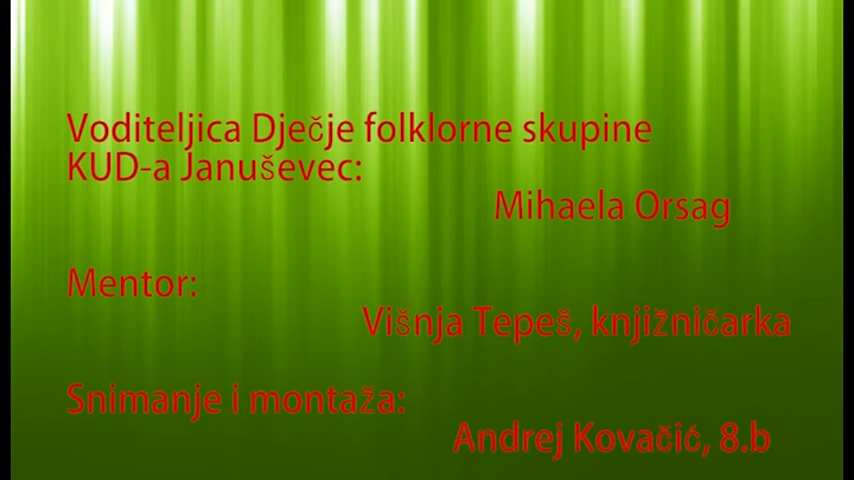 Voditeljica Dječje folklorne skupine
KUD-a Januševec:
Mihaela Orsag
Mentor:
Višnja Tepeš, knjižničarka
Snimanje i montaža:
Andrej Kovačić, 8.b